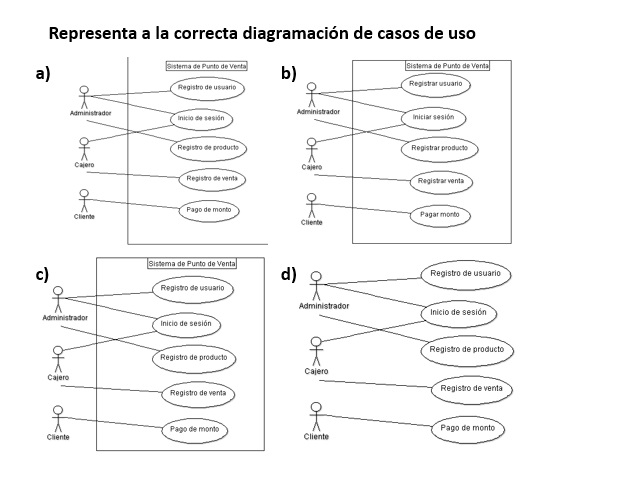 Representa a la correcta diagramación de casos de uso
a)
Sistema de Punto de Venta
Registro de usuario
Administrador
Inicio de sesión
Registro de producto
Cajero
Registro de venta
Pago de monto
Cliente
b)
Sistema de Punto de Venta
Registrar usuario
Administrador
Iniciar sesión
Registrar producto
Cajero
Registrar venta
Pagar monto
Cliente
c)
Sistema de Punto de Venta
Registro de usuario
Administrador
Inicio de sesión
Registro de producto
Cajero
Registro de venta
Pago de monto
Cliente
d)
Registro de usuario
Administrador
Inicio de sesión
Registro de producto
Cajero
Registro de venta
Pago de monto
Cliente